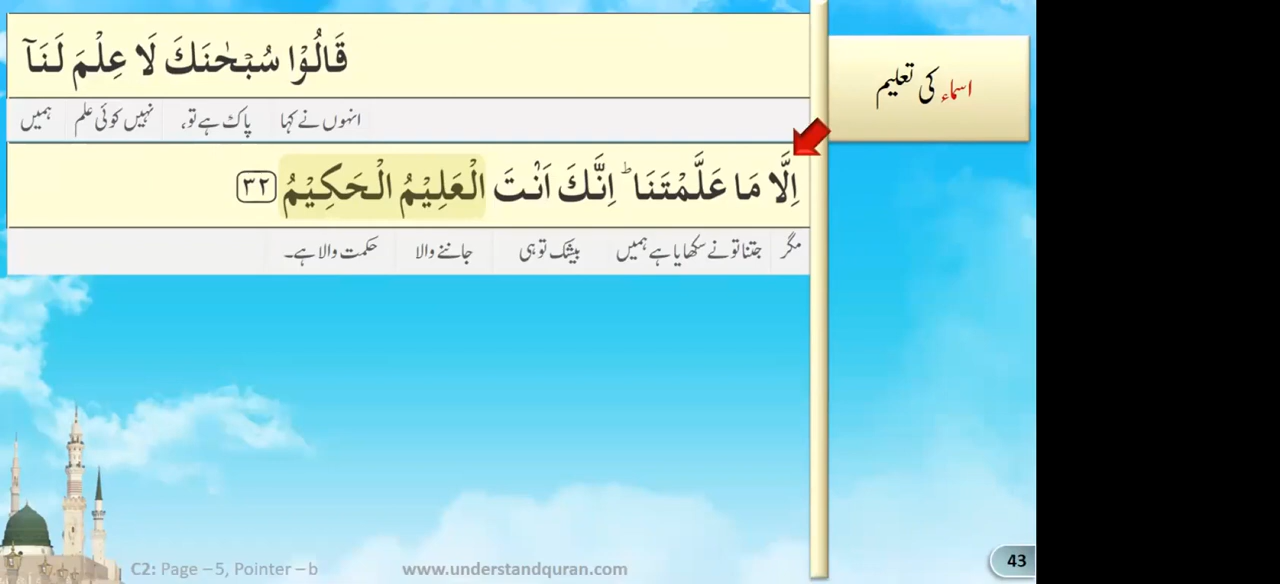 قَالُوْا سُبْحٰنَكَ لَا عِلْمَ لَنَاۤ
انہوں نے کہا پاک ہے تو، نہیں کوئی علم ہمیں
اسماء کی تعلیم
اِلَّا مَا عَلَّمْتَنَا ؕ اِنَّكَ اَنْتَ الْعَلِيْمُ الْحَكِيْمُ ۳۲
مگر جتنا تو نے سکھایا ہے ہمیں بیشک تو ہی جاننے والا حکمت والا ہے۔
C2: Page –5, Pointer –b
www.understandquran.com
43